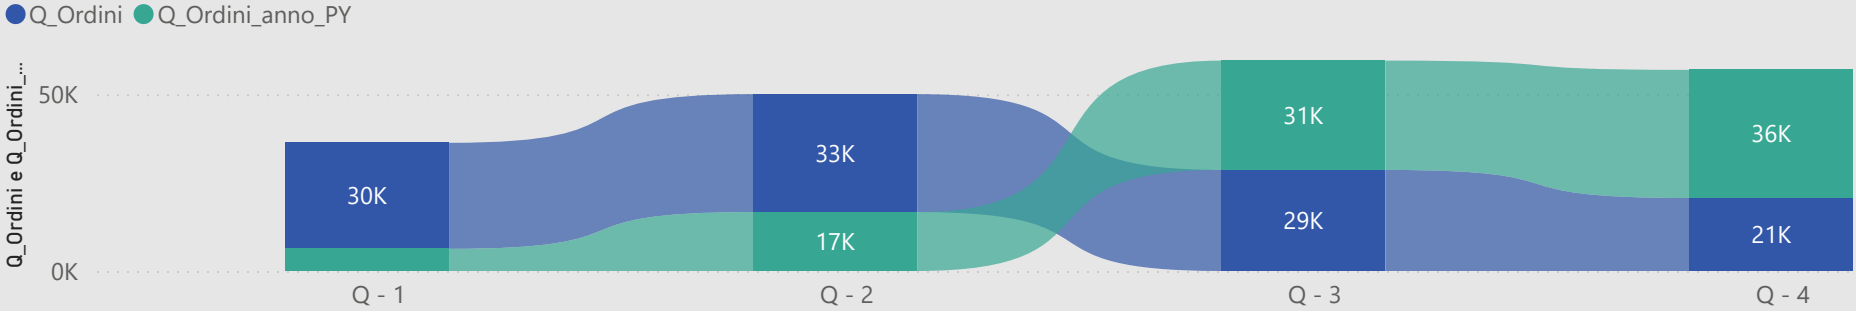 Q_Ordini Q_Ordini_anno_PY
Q_Ordini e Q_Ordini_...
50K
0K
30K
33K
17K
31K
29K
36K
21K
Q - 1
Q - 2
Q - 3
Q - 4